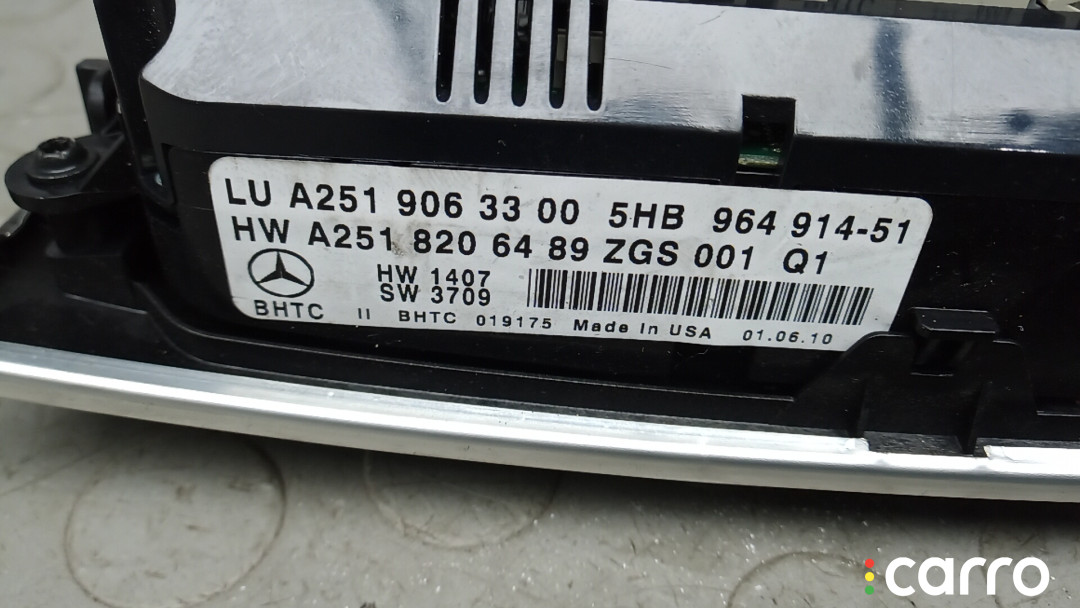 LU A251 906 33 00 5HB 964 914-51
HW A251 820 64 89 ZGS 001 Q1
HW 1407
SW 3709
BHTC II BHTC 019175 Made in USA 01.06.10
carro